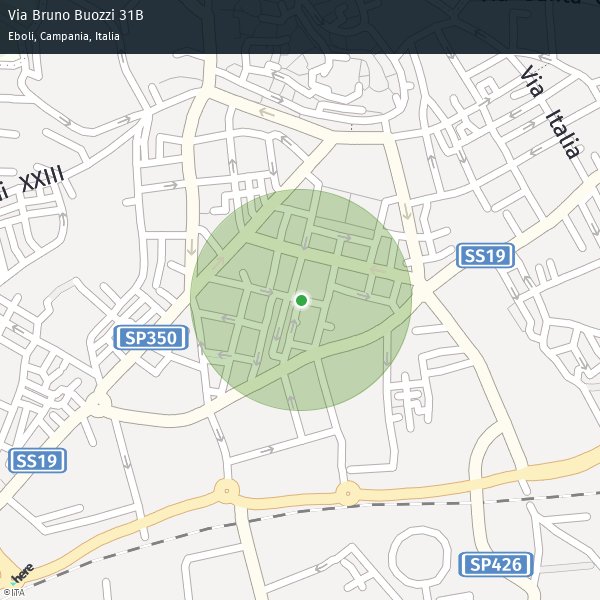 Via Bruno Buozzi 31B
Eboli, Campania, Italia
Via Italia
XXIII
SS19
SP350
SS19
SP426
here
©ITA